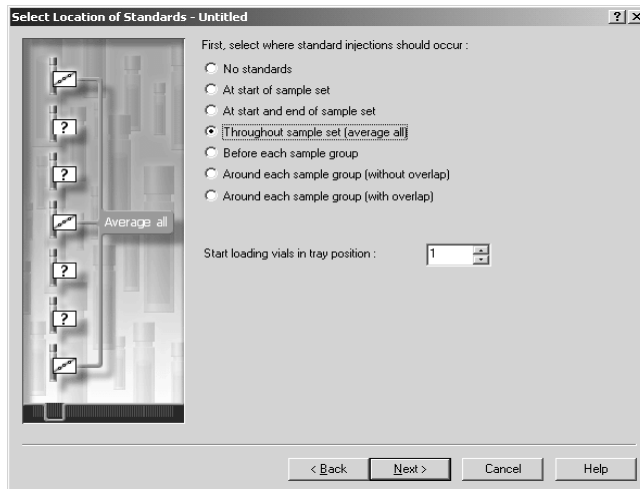 Select Location of Standards - Untitled
First, select where standard injections should occur :
No standards
At start of sample set
At start and end of sample set
Throughout sample set (average all)
Before each sample group
Around each sample group (without overlap)
Around each sample group (with overlap)
?
?
Average all
?
?
Start loading vials in tray position :
1
< Back
Next >
Cancel
Help